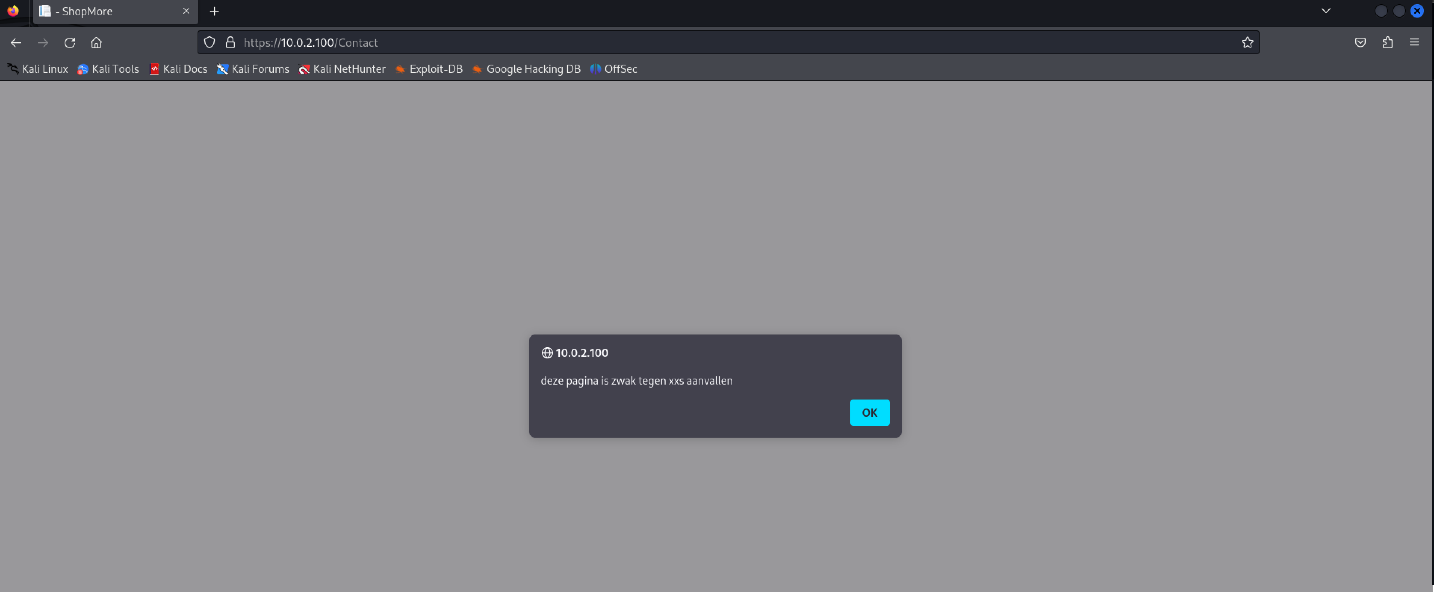 - ShopMore
https://10.0.2.100/Contact
Kali Linux Kali Tools Kali Docs Kali Forums Kali NetHunter Exploit-DB Google Hacking DB OffSec
10.0.2.100
deze pagina is zwak tegen xxs aanvallen
OK